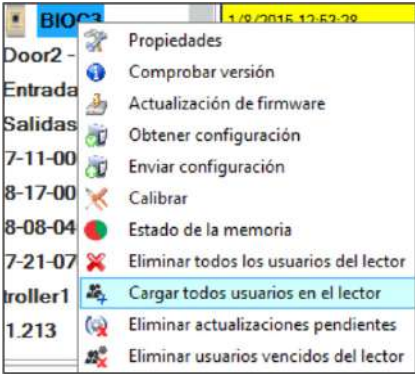 BIOC3
1/8/2015 12:53:28
Door2 -
Propiedades
Comprobar versión
Entrada
Actualización de firmware
Salidas
Obtener configuración
7-11-00
Enviar configuración
8-17-00
Calibrar
8-08-04
Estado de la memoria
7-21-07
Eliminar todos los usuarios del lector
troller1
Cargar todos usuarios en el lector
1.213
Eliminar actualizaciones pendientes
Eliminar usuarios vencidos del lector